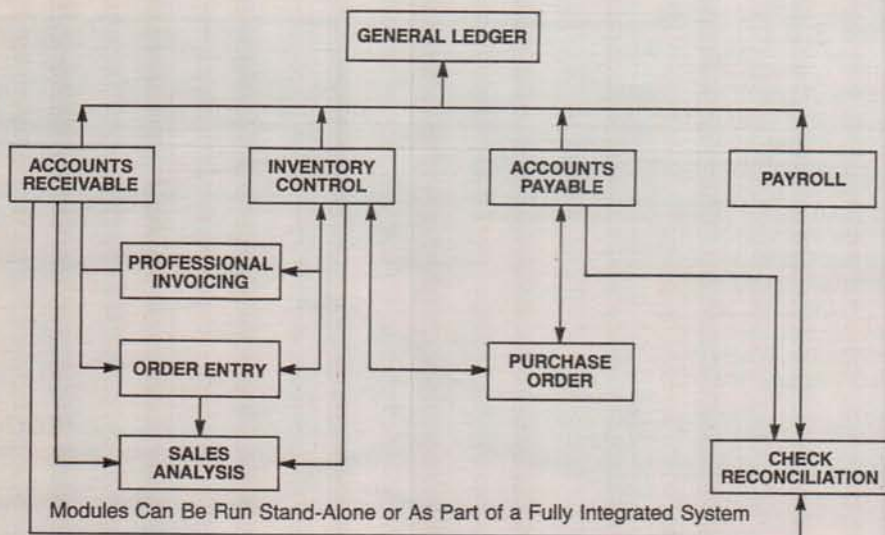 GENERAL LEDGER
ACCOUNTS
RECEIVABLE
INVENTORY
CONTROL
ACCOUNTS
PAYABLE
PAYROLL
PROFESSIONAL
INVOICING
ORDER ENTRY
PURCHASE
ORDER
SALES
ANALYSIS
CHECK
RECONCILIATION
Modules Can Be Run Stand-Alone or As Part of a Fully Integrated System